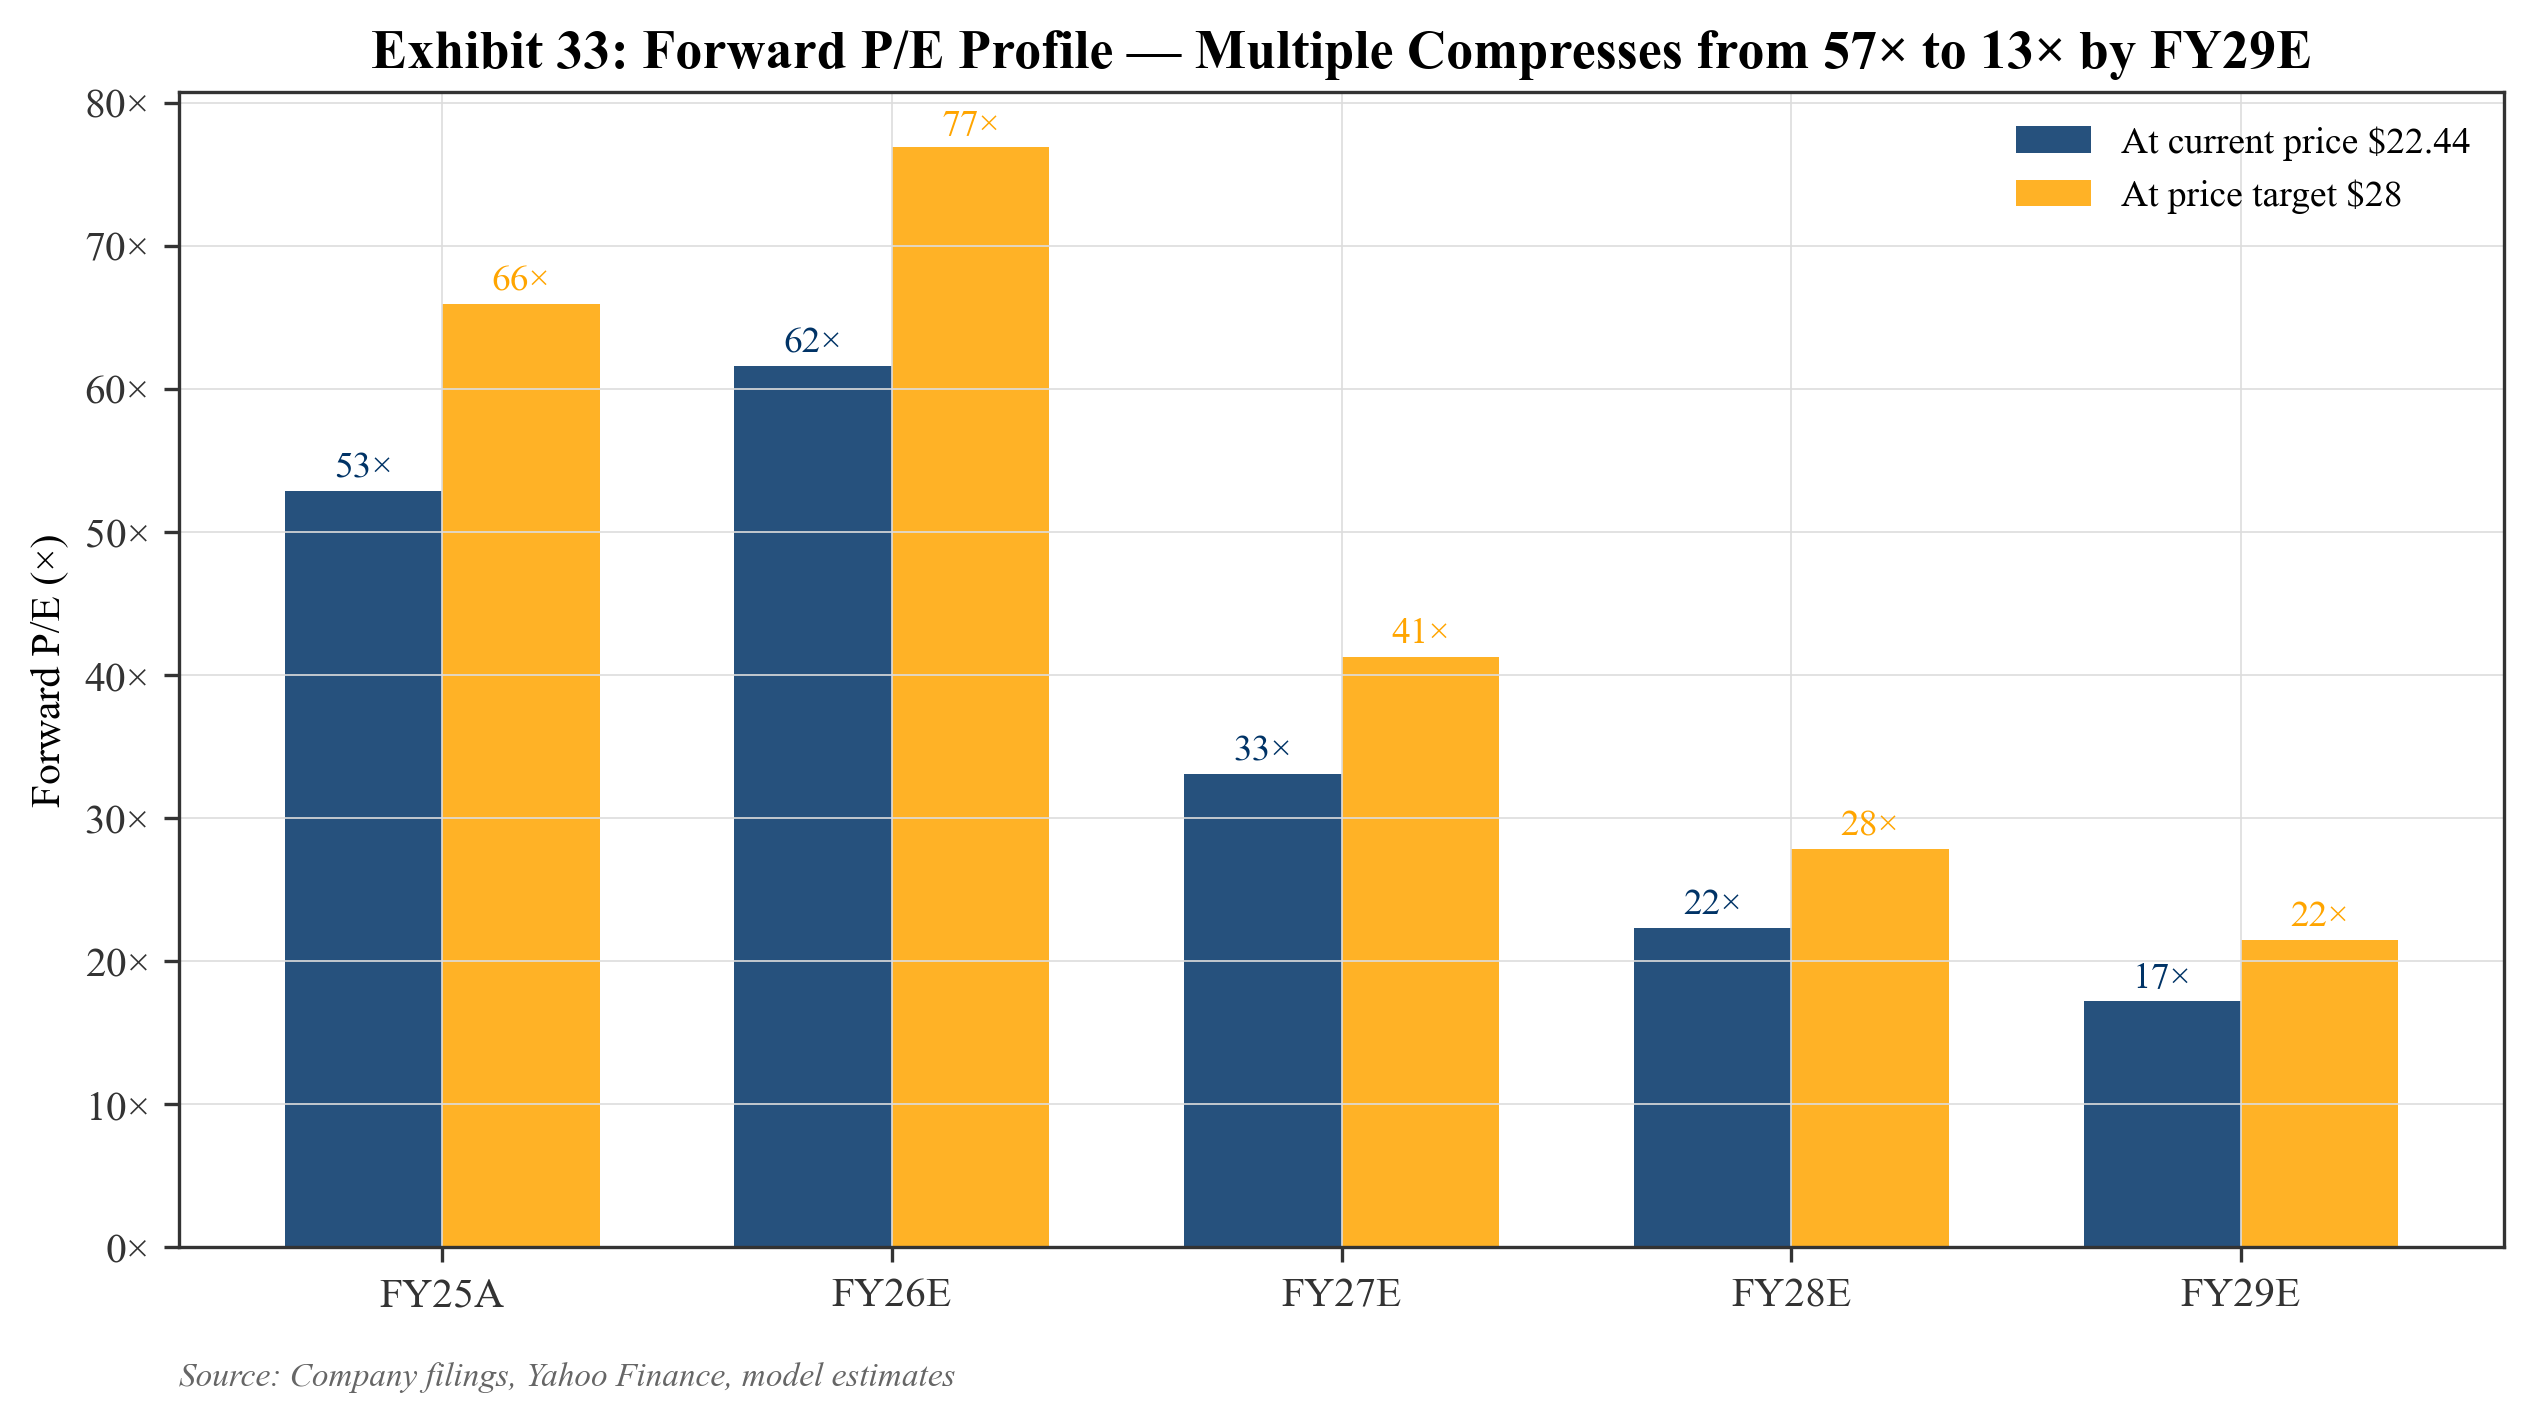 Exhibit 33: Forward P/E Profile — Multiple Compresses from 57× to 13× by FY29E
At current price $22.44
At price target $28
Forward P/E (×)
80×
70×
60×
50×
40×
30×
20×
10×
0×
53×
66×
62×
77×
33×
41×
22×
28×
17×
22×
FY25A
FY26E
FY27E
FY28E
FY29E
Source: Company filings, Yahoo Finance, model estimates